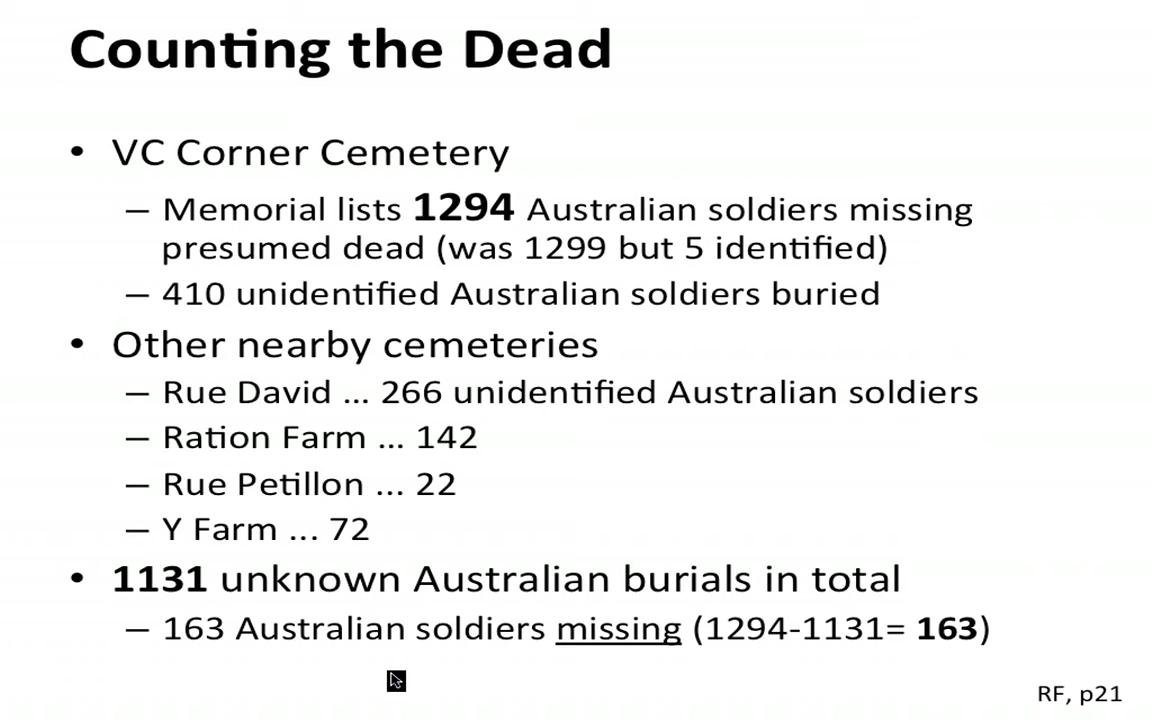 Counting the Dead
• VC Corner Cemetery
– Memorial lists 1294 Australian soldiers missing
presumed dead (was 1299 but 5 identified)
– 410 unidentified Australian soldiers buried
• Other nearby cemeteries
– Rue David ... 266 unidentified Australian soldiers
– Ration Farm ... 142
– Rue Petillon ... 22
– Y Farm ... 72
• 1131 unknown Australian burials in total
– 163 Australian soldiers missing (1294-1131= 163)
RF, p21